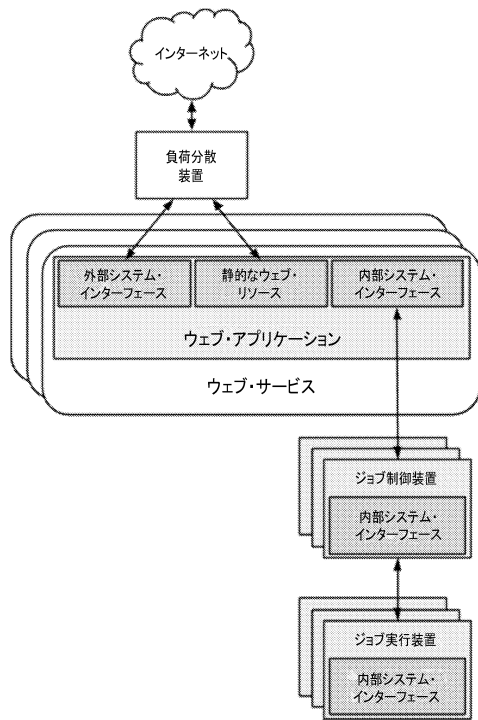 インターネット
負荷分散
装置
外部システム・
インターフェース
静的なウェブ・
リソース
内部システム・
インターフェース
ウェブ・アプリケーション
ウェブ・サービス
ジョブ制御装置
内部システム・
インターフェース
ジョブ実行装置
内部システム・
インターフェース